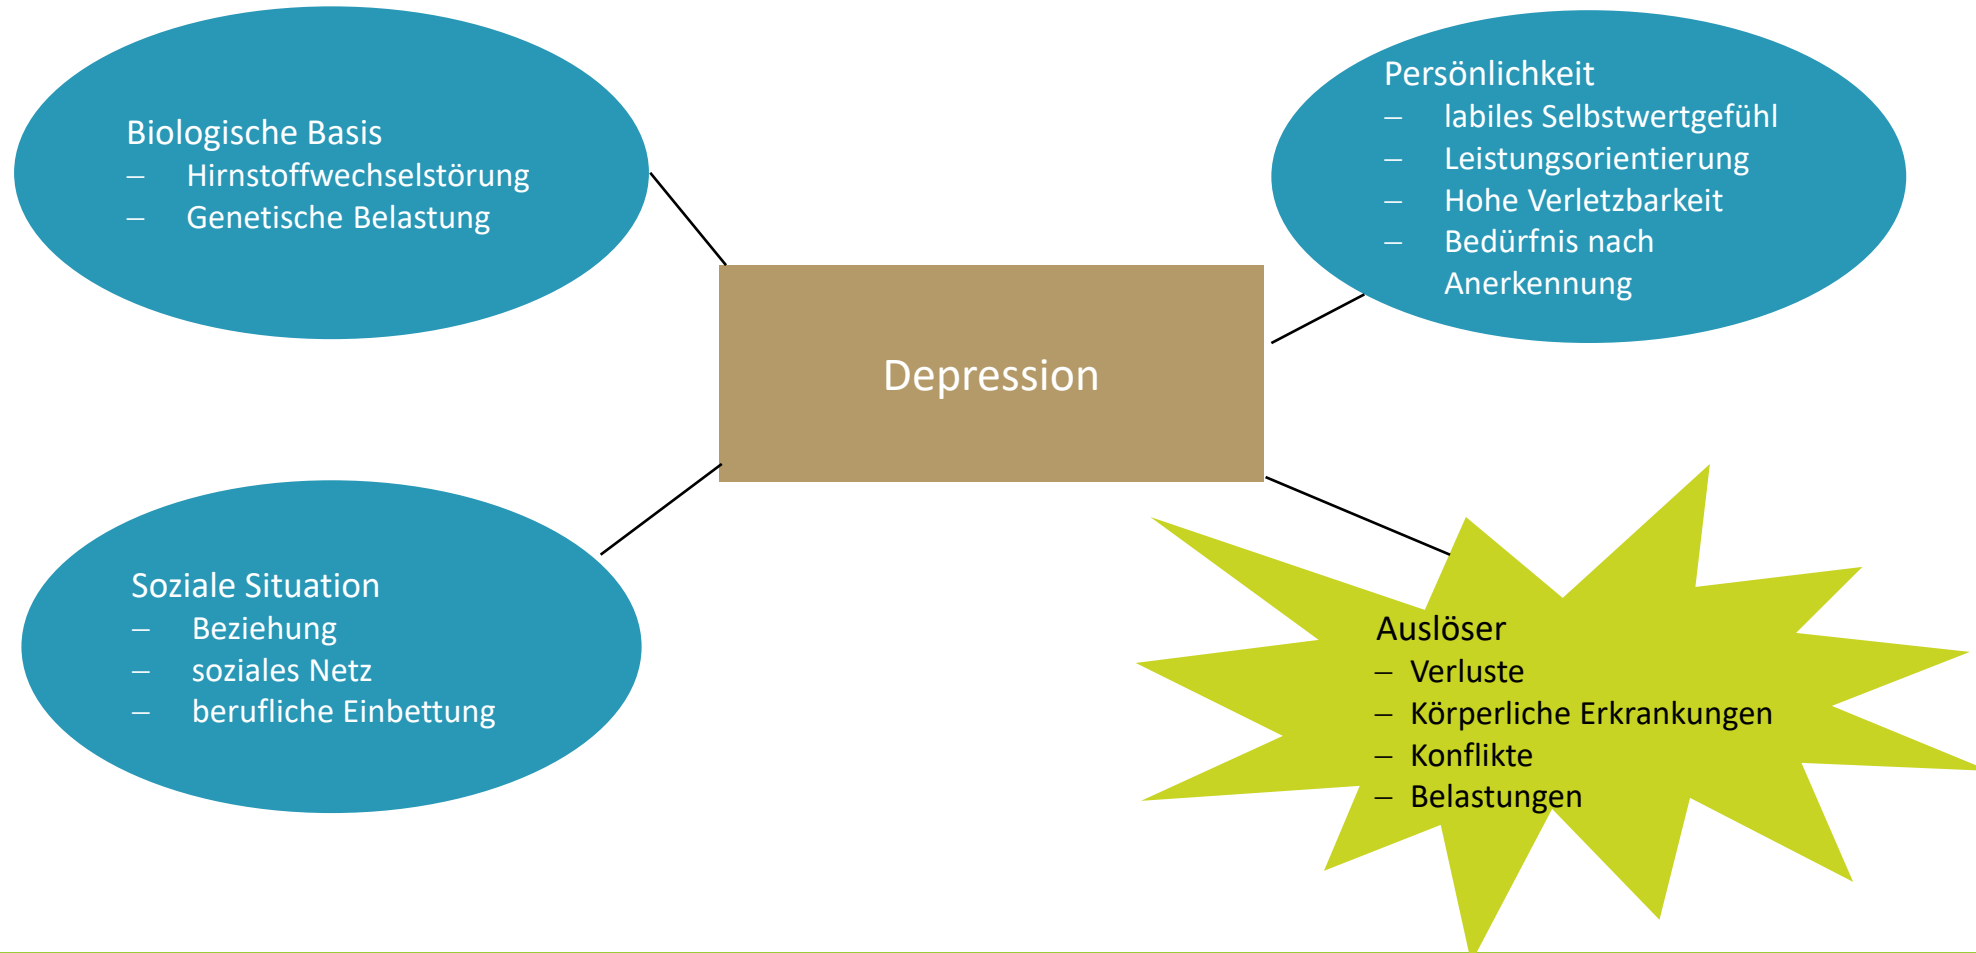 Biologische Basis
– Hirnstoffwechselstörung
– Genetische Belastung
Persönlichkeit
– labiles Selbstwertgefühl
– Leistungsorientierung
– Hohe Verletzbarkeit
– Bedürfnis nach
Anerkennung
Depression
Soziale Situation
– Beziehung
– soziales Netz
– berufliche Einbettung
Auslöser
– Verluste
– Körperliche Erkrankungen
– Konflikte
– Belastungen